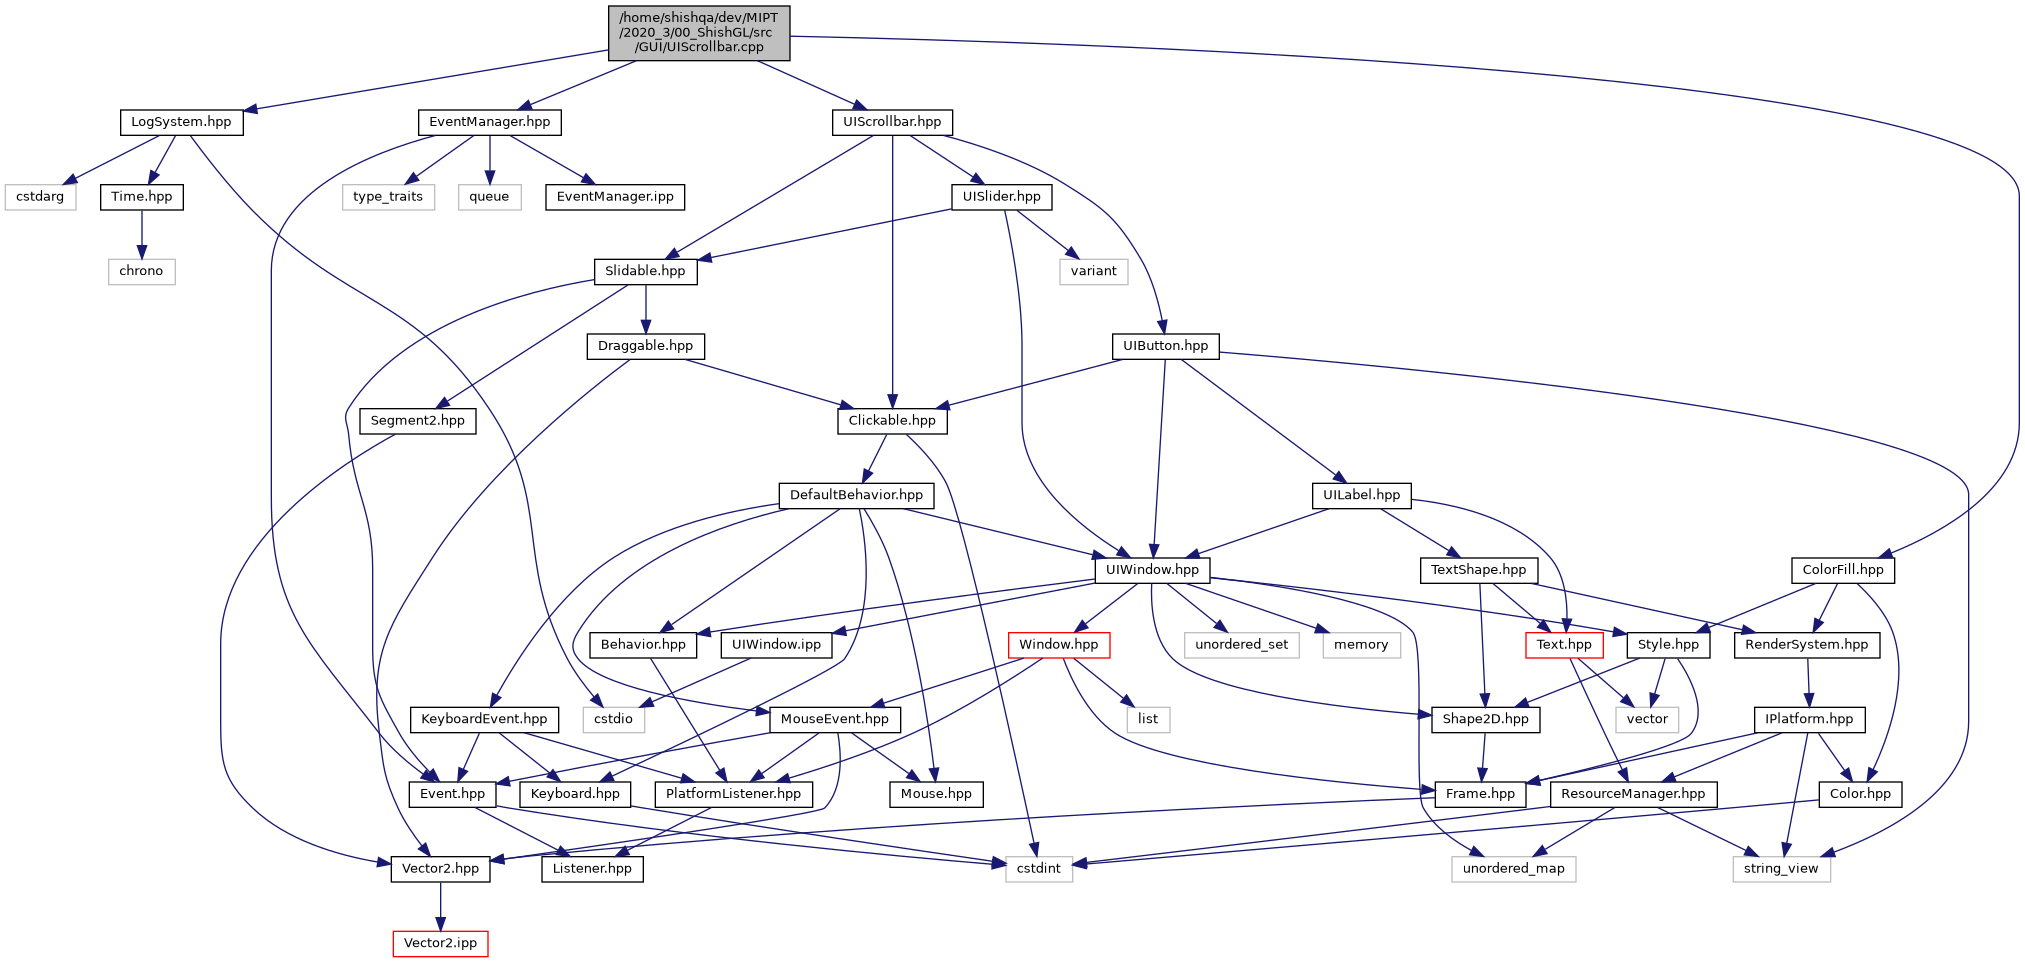 /home/shishqa/dev/MIPT
/2020_3/00_ShishGL/src
/GUI/UIScrollbar.cpp
LogSystem.hpp
EventManager.hpp
UIScrollbar.hpp
cstdarg
Time.hpp
type_traits
queue
EventManager.ipp
UISlider.hpp
chrono
Slidable.hpp
variant
Draggable.hpp
UIButton.hpp
Segment2.hpp
Clickable.hpp
DefaultBehavior.hpp
UILabel.hpp
UIWindow.hpp
TextShape.hpp
ColorFill.hpp
Behavior.hpp
UIWindow.ipp
Window.hpp
unordered_set
memory
Text.hpp
Style.hpp
RenderSystem.hpp
KeyboardEvent.hpp
cstdio
MouseEvent.hpp
list
Shape2D.hpp
vector
IPlatform.hpp
Event.hpp
Keyboard.hpp
PlatformListener.hpp
Mouse.hpp
Frame.hpp
ResourceManager.hpp
Color.hpp
Vector2.hpp
Listener.hpp
cstdint
unordered_map
string_view
Vector2.ipp